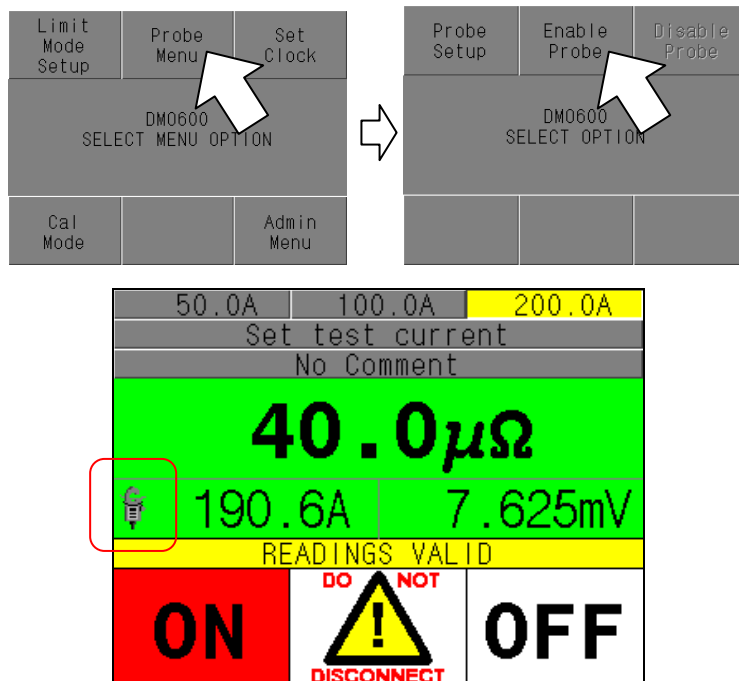 Limit
Mode
Setup
Probe
Menu
Set
Clock
DMO600
SELECT MENU OPTION
Cal
Mode
Admin
Menu
Probe
Setup
Enable
Probe
Disable
Probe
DMO600
SELECT OPTION
50.0A 100.0A 200.0A
Set test current
No Comment
40.0µΩ
190.6A 7.625mV
READINGS VALID
ON
DO NOT
!
DISCONNECT
OFF